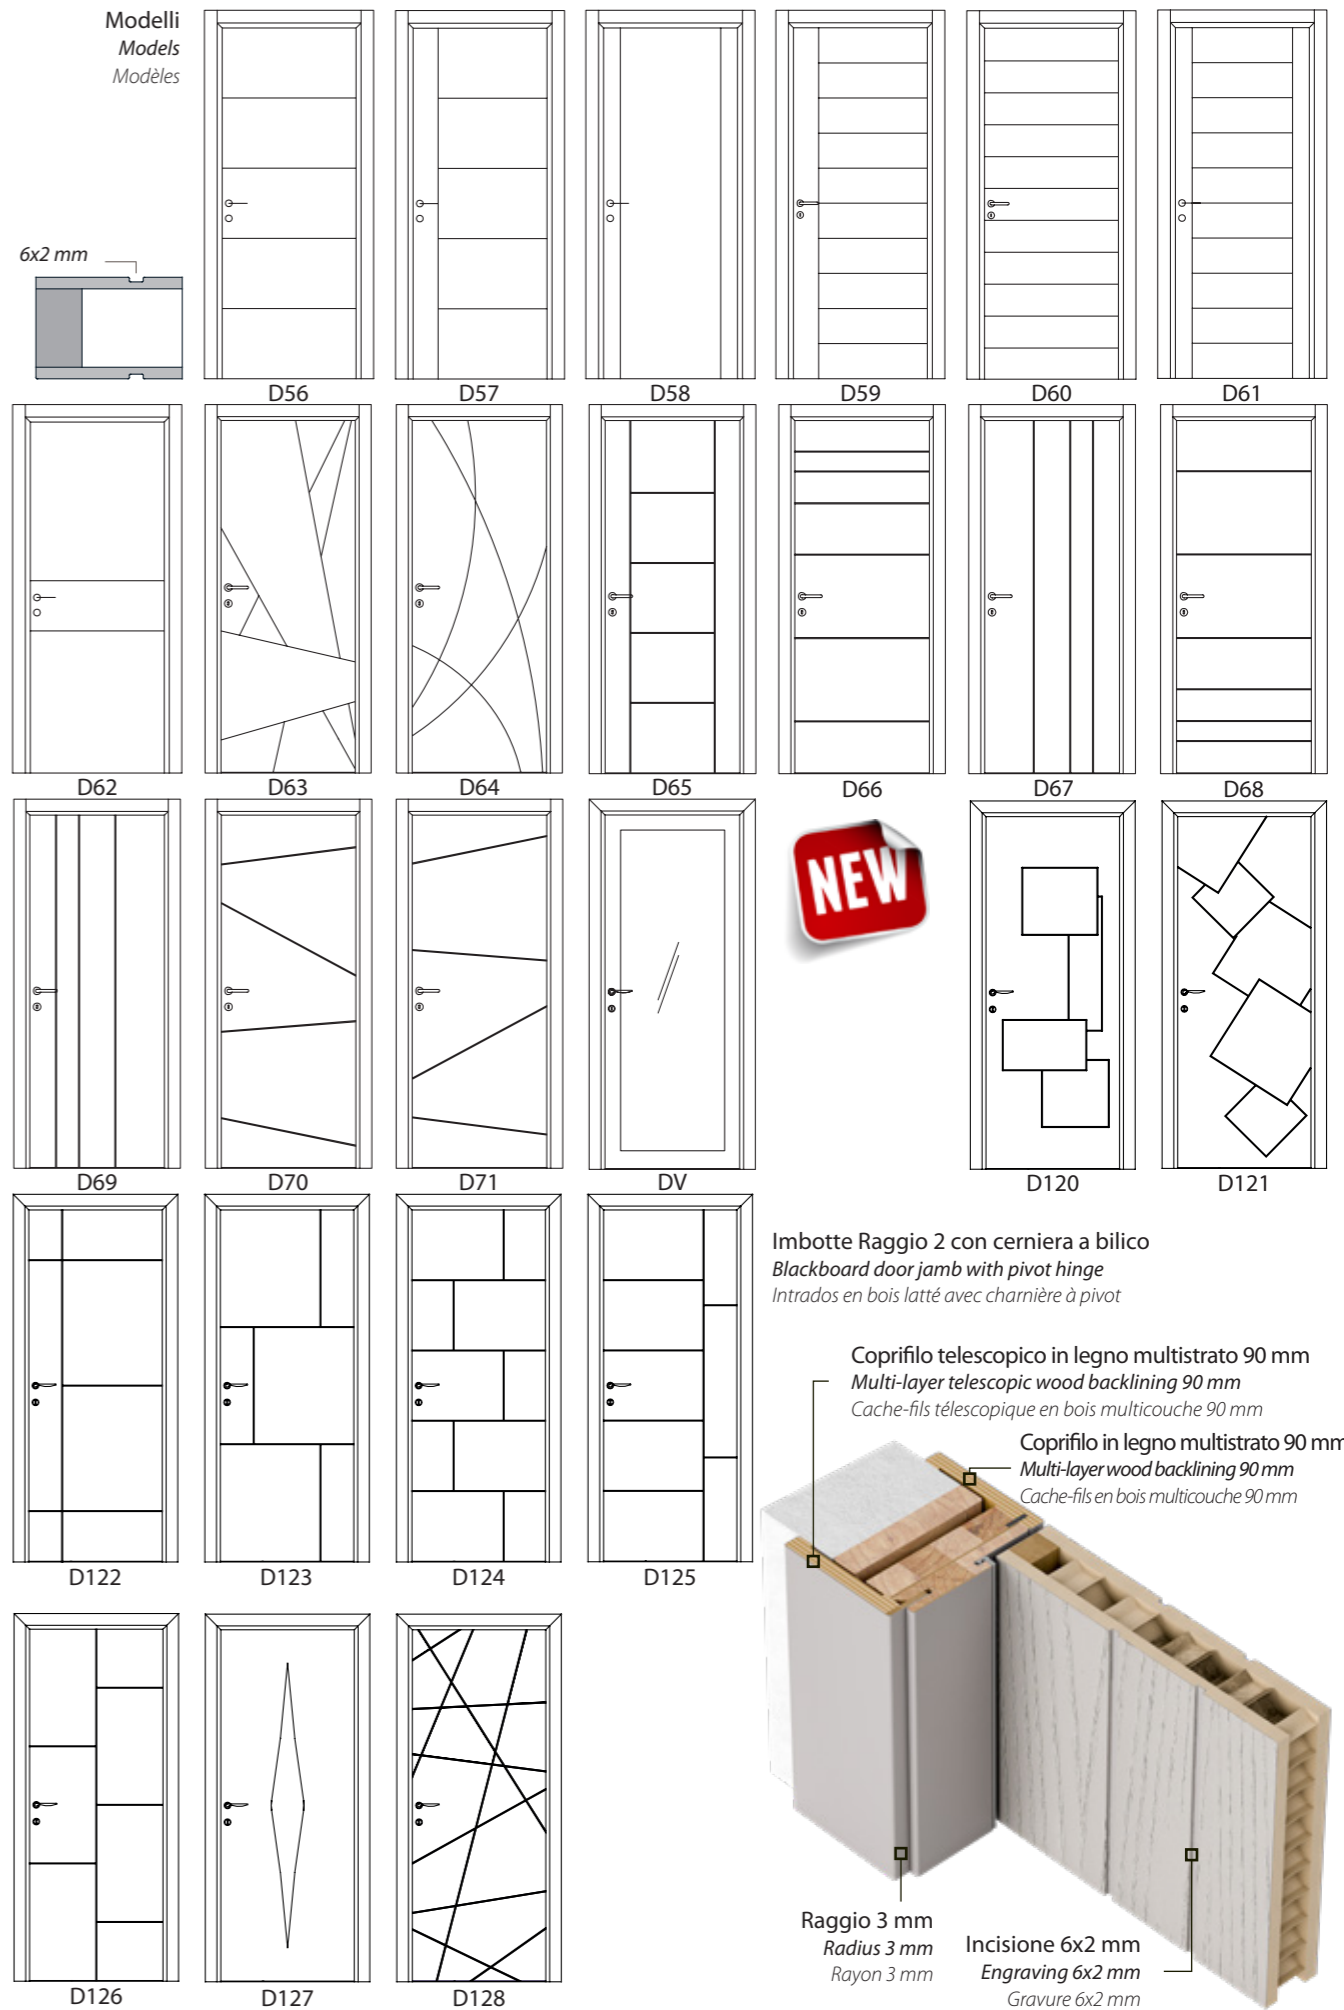 Modelli
Models
Modèles
6x2 mm
D56
D57
D58
D59
D60
D61
D62
D63
D64
D65
D66
D67
D68
NEW
D69
D70
D71
DV
D120
D121
D122
D123
D124
D125
Imbotte Raggio 2 con cerniera a bilico
Blackboard door jamb with pivot hinge
Intrados en bois latté avec charnière à pivot
Coprifilo telescopico in legno multistrato 90 mm
Multi-layer telescopic wood backlining 90 mm
Cache-fils télescopique en bois multicouche 90 mm
Coprifilo in legno multistrato 90 mm
Multi-layer wood backlining 90 mm
Cache-fils en bois multicouche 90 mm
Raggio 3 mm
Radius 3 mm
Rayon 3 mm
Incisione 6x2 mm
Engraving 6x2 mm
Gravure 6x2 mm
D126
D127
D128